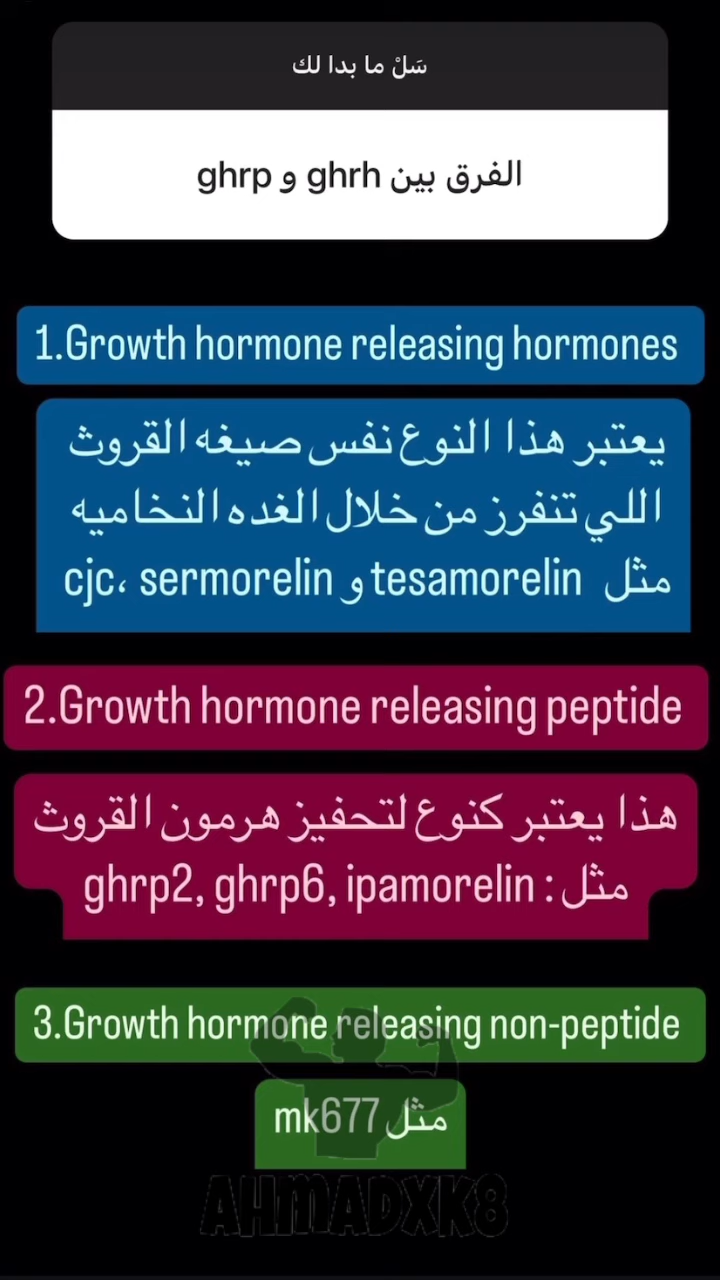 سَلْ ما بدا لك
الفرق بين ghrh و ghrp
1.Growth hormone releasing hormones
يعتبر هذا النوع نفس صيغه القروث
اللي تنفرز من خلال الغده النخاميه
مثل tesamorelin و cjc، sermorelin
2.Growth hormone releasing peptide
هذا يعتبر كنوع لتحفيز هرمون القروث
مثل : ghrp2, ghrp6, ipamorelin
3.Growth hormone releasing non-peptide
مثل mk677
AHMADXK8